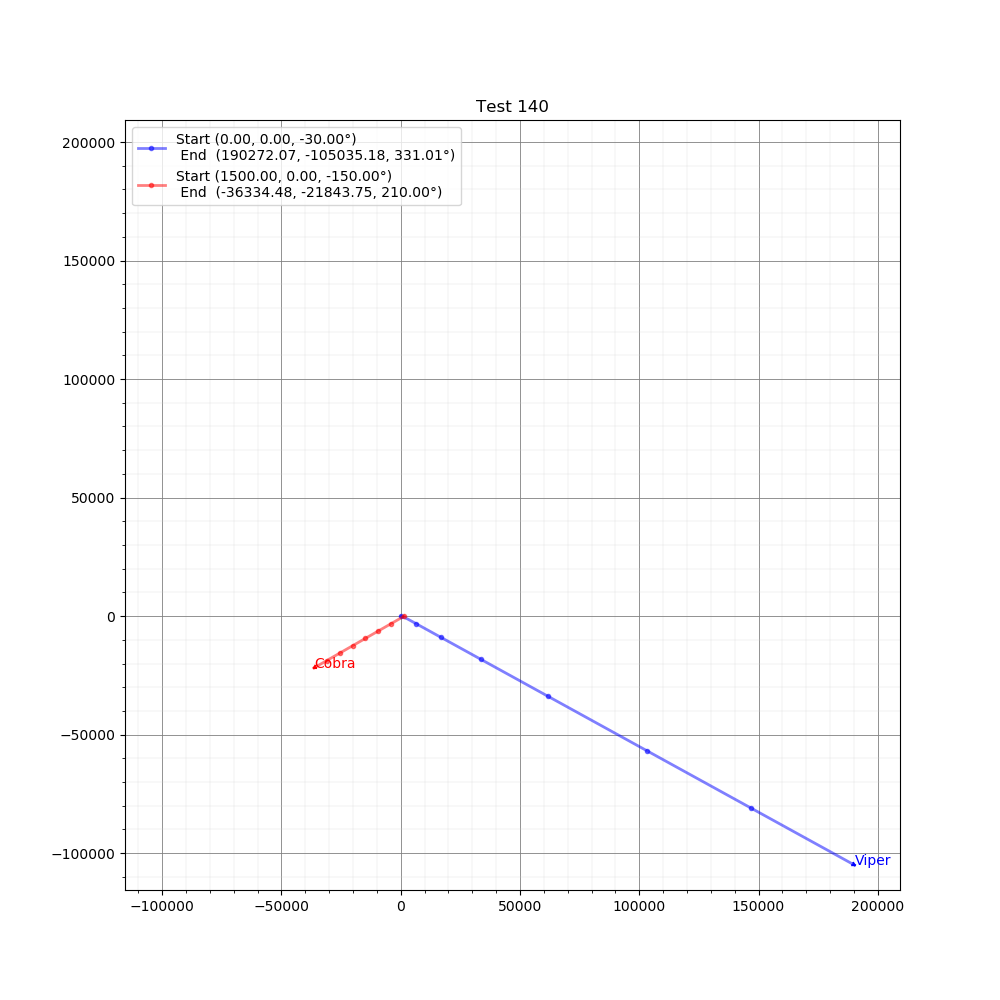 Test 140
Start (0.00, 0.00, -30.00°)
End  (190272.07, -105035.18, 331.01°)
Start (1500.00, 0.00, -150.00°)
End  (-36334.48, -21843.75, 210.00°)
200000
150000
100000
50000
0
−50000
−100000
Cobra
Viper
−100000
−50000
0
50000
100000
150000
200000